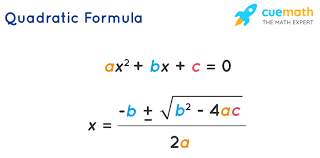 Quadratic Formula
cuemath
THE MATH EXPERT
ax² + bx + c = 0
x = (-b ± √(b² - 4ac)) / 2a